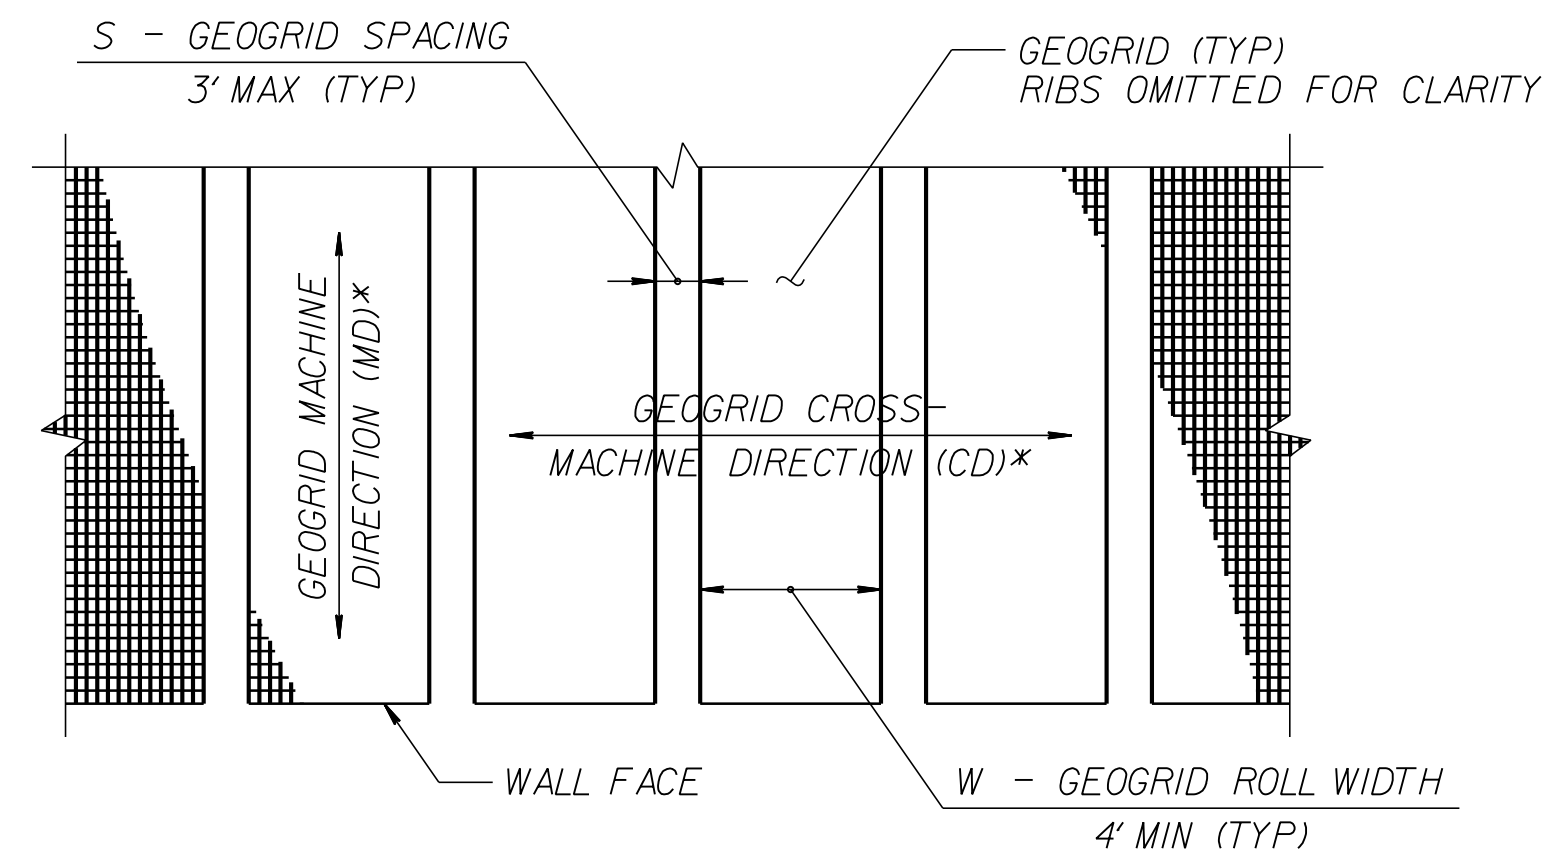 S - GEOGRID SPACING
3' MAX (TYP)
GEOGRID (TYP)
RIBS OMITTED FOR CLARITY
GEOGRID MACHINE
DIRECTION (MD)*
GEOGRID CROSS-
MACHINE DIRECTION (CD)*
WALL FACE
W - GEOGRID ROLL WIDTH
4' MIN (TYP)